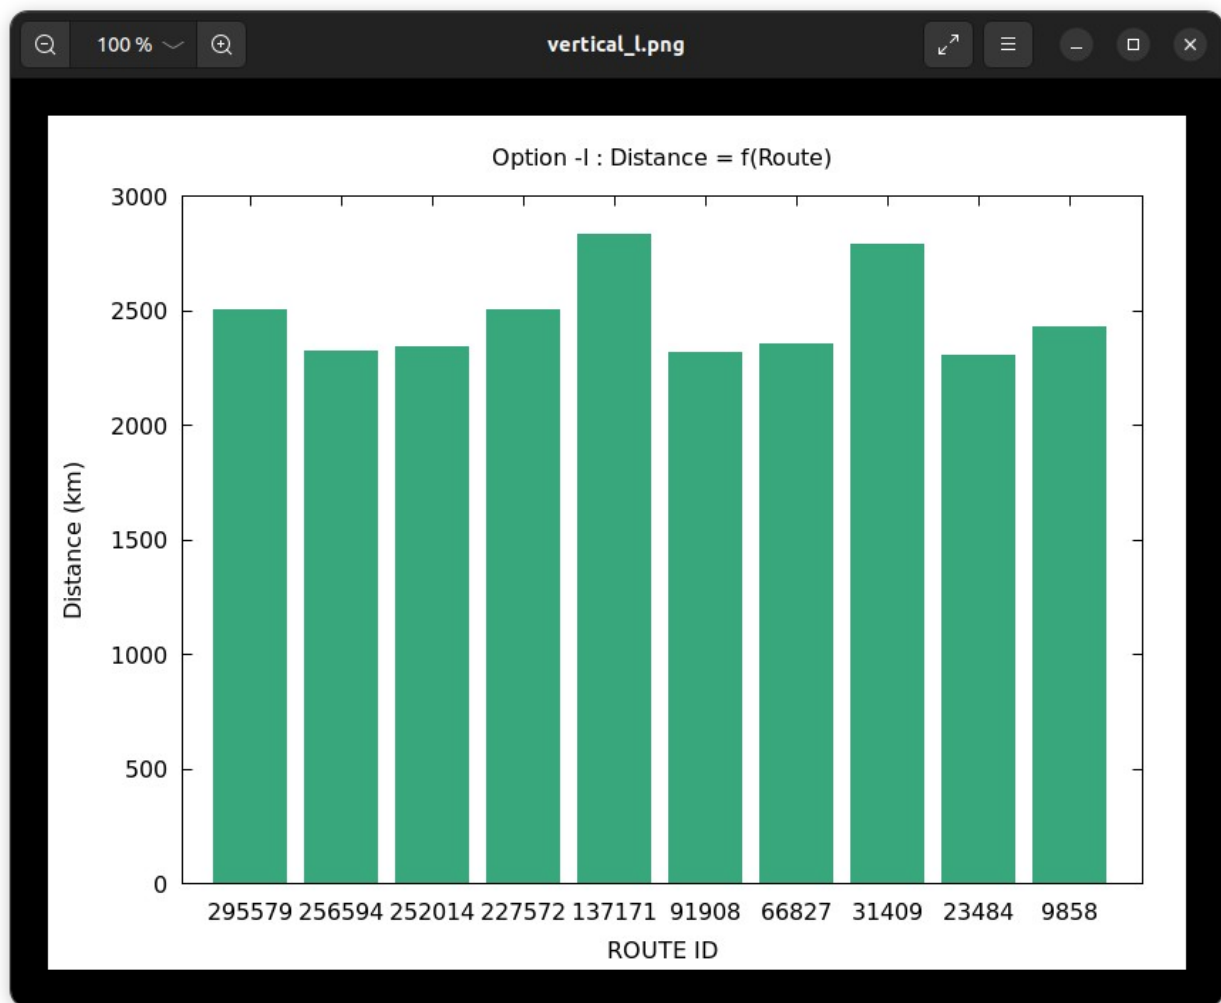 100 %
vertical_l.png
Option -l : Distance = f(Route)
3000
2500
2000
1500
1000
500
0
Distance (km)
295579 256594 252014 227572 137171 91908 66827 31409 23484 9858
ROUTE ID